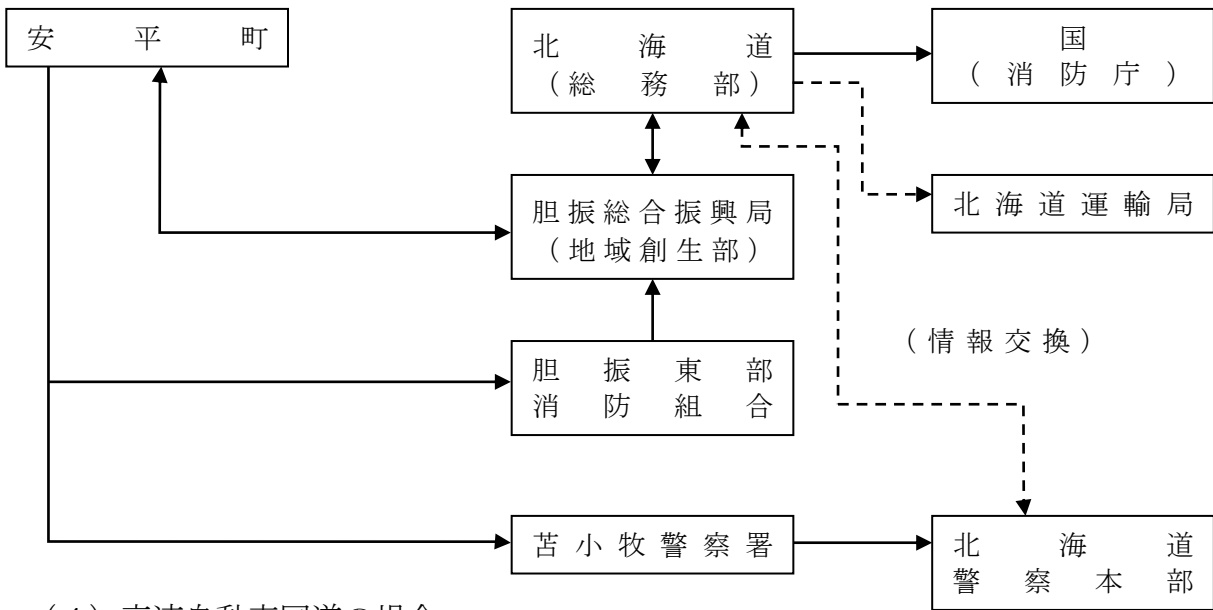 安平町
北海道
（総務部）
国
（消防庁）
北海道運輸局
胆振総合振興局
（地域創生部）
（情報交換）
胆振東部
消防組合
苫小牧警察署
北海道
警察本部